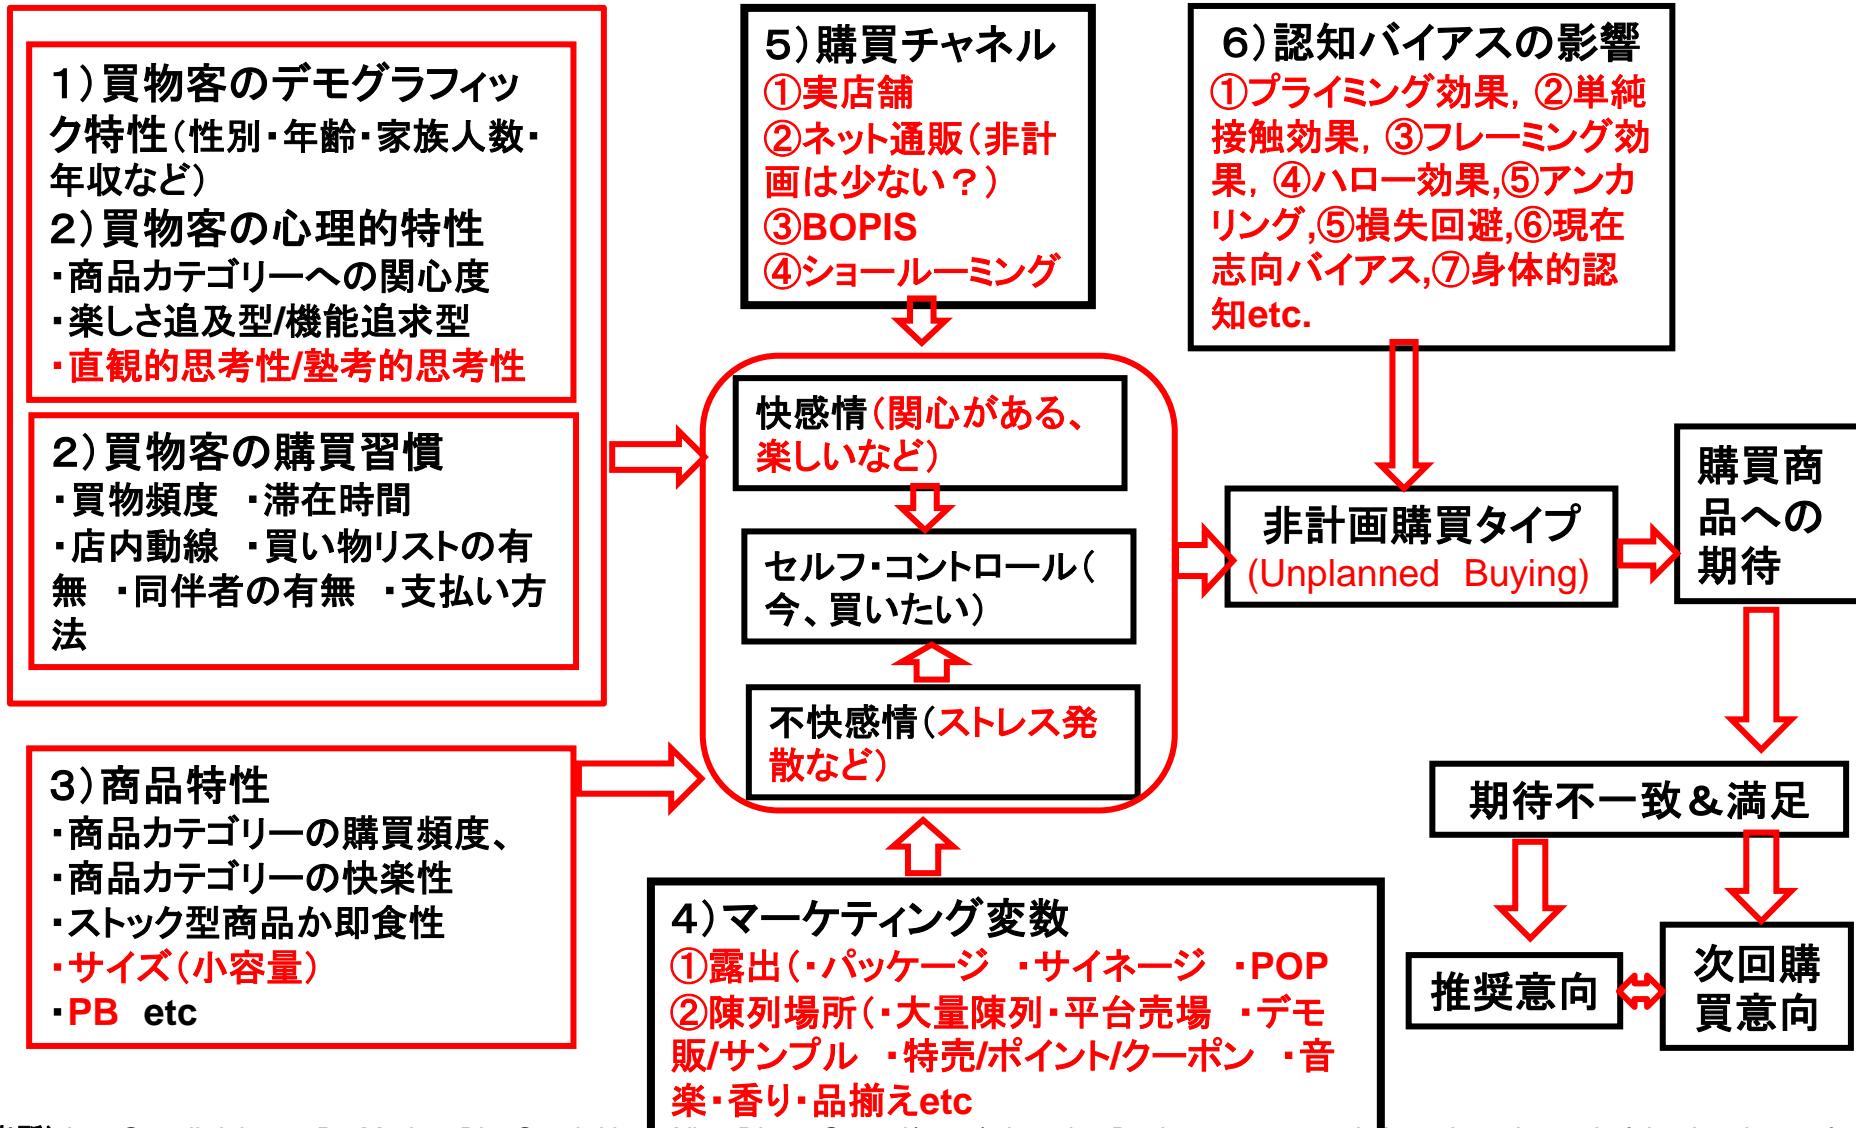 1)買物客のデモグラフィッ
ク特性(性別・年齢・家族人数・
年収など)
2)買物客の心理的特性
・商品カテゴリーへの関心度
・楽しさ追及型/機能追求型
・直観的思考性/塾考的思考性
2)買物客の購買習慣
・買物頻度 ・滞在時間
・店内動線 ・買い物リストの有
無 ・同伴者の有無 ・支払い方
法
3)商品特性
・商品カテゴリーの購買頻度、
・商品カテゴリーの快楽性
・ストック型商品か即食性
・サイズ(小容量)
・PB etc
5)購買チャネル
①実店舗
②ネット通販(非計
画は少ない?)
③BOPIS
④ショールーミング
快感情(関心がある、
楽しいなど)
セルフ・コントロール(
今、買いたい)
不快感情(ストレス発
散など)
4)マーケティング変数
①露出(・パッケージ ・サイネージ ・POP
②陳列場所(・大量陳列・平台売場 ・デモ
販/サンプル ・特売/ポイント/クーポン ・音
楽・香り・品揃えetc
6)認知バイアスの影響
①プライミング効果, ②単純
接触効果, ③フレーミング効
果, ④ハロー効果,⑤アンカ
リング,⑤損失回避,⑥現在
志向バイアス,⑦身体的認
知etc.
非計画購買タイプ
(Unplanned Buying)
購買商
品への
期待
期待不一致&満足
推奨意向
次回購
買意向